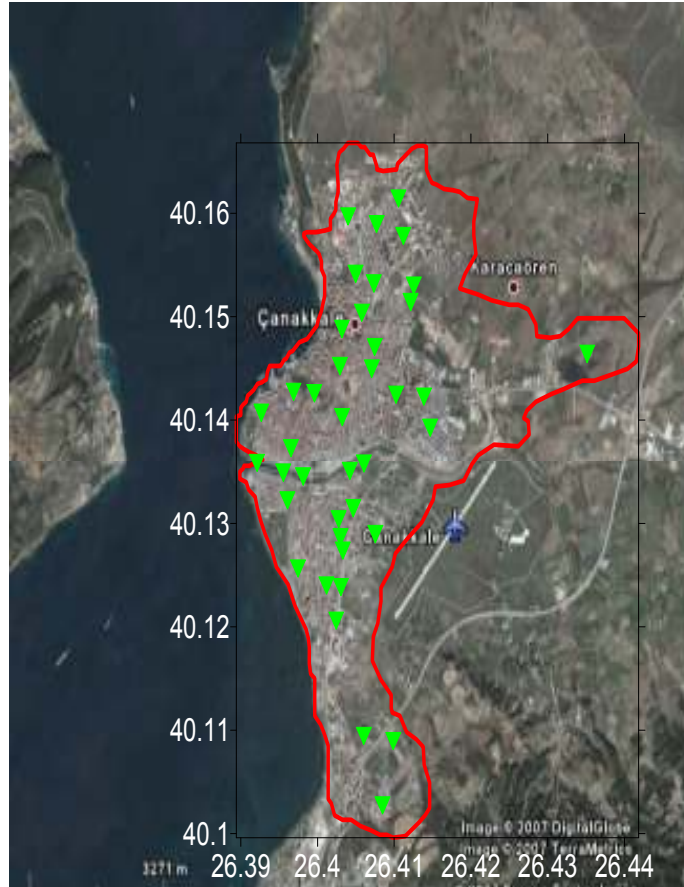 40.16
Karacaören
40.15
Çanakkale
40.14
40.13
Çanakkale
40.12
40.11
40.1
Image © 2007 DigitalGlobe
Image © 2007 TerraMetrics
3271 m
26.39 26.4 26.41 26.42 26.43 26.44